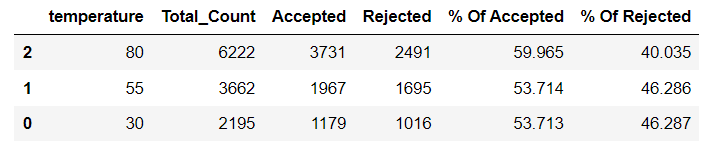 temperature Total_Count Accepted Rejected % Of Accepted % Of Rejected
2 80 6222 3731 2491 59.965 40.035
1 55 3662 1967 1695 53.714 46.286
0 30 2195 1179 1016 53.713 46.287